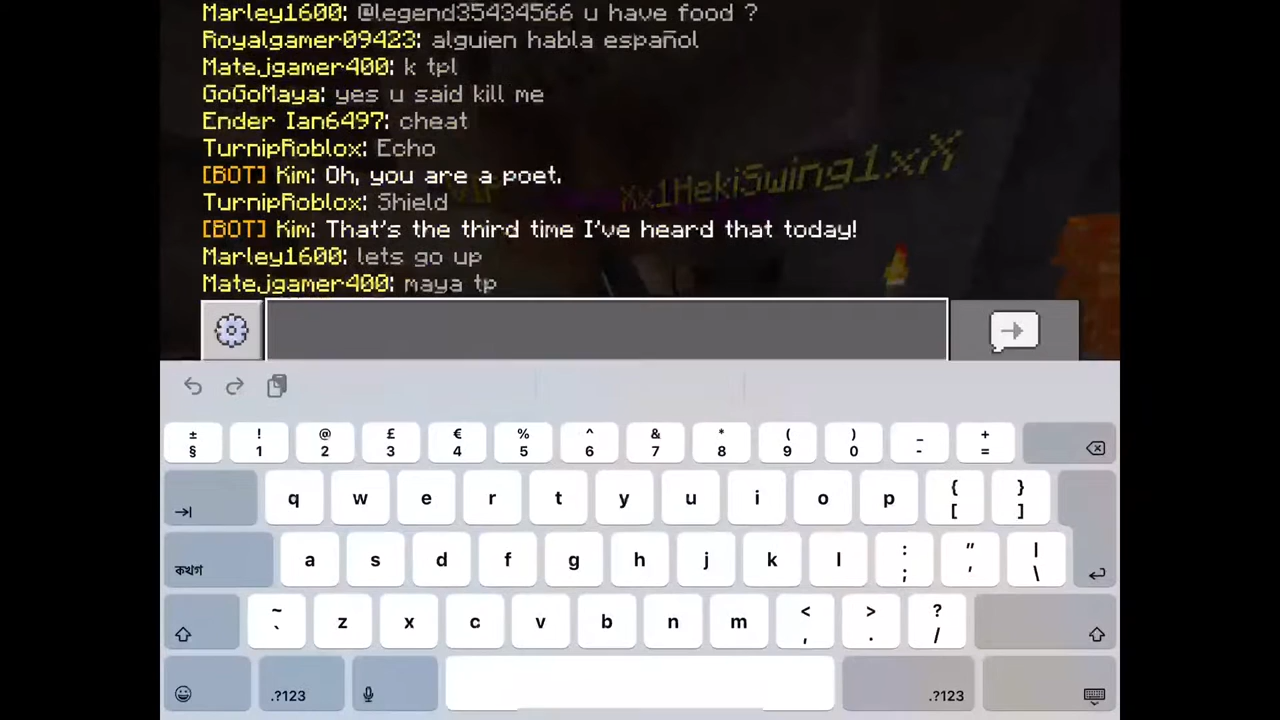 Marley1600: @legend35434566 u have food ?
Royalgamer09423: alguien habla español
Matejgamer400: k tpl
GoGoMaya: yes u said kill me
Ender Ian6497: cheat
TurnipRoblox: Echo
[BOT] Kim: Oh, you are a poet.
TurnipRoblox: Shield
[BOT] Kim: That's the third time I've heard that today!
Marley1600: lets go up
Matejgamer400: maya tp
VIP Xx1HekiSwing1xX
± ! @ £ € % ^ & * ( ) _ +
§ 1 2 3 4 5 6 7 8 9 0 - =
q w e r t y u i o p { }
[ ]
কখগ a s d f g h j k l : " |
; ' \
~ z x c v b n m < > ?
` , . /
.?123 .?123